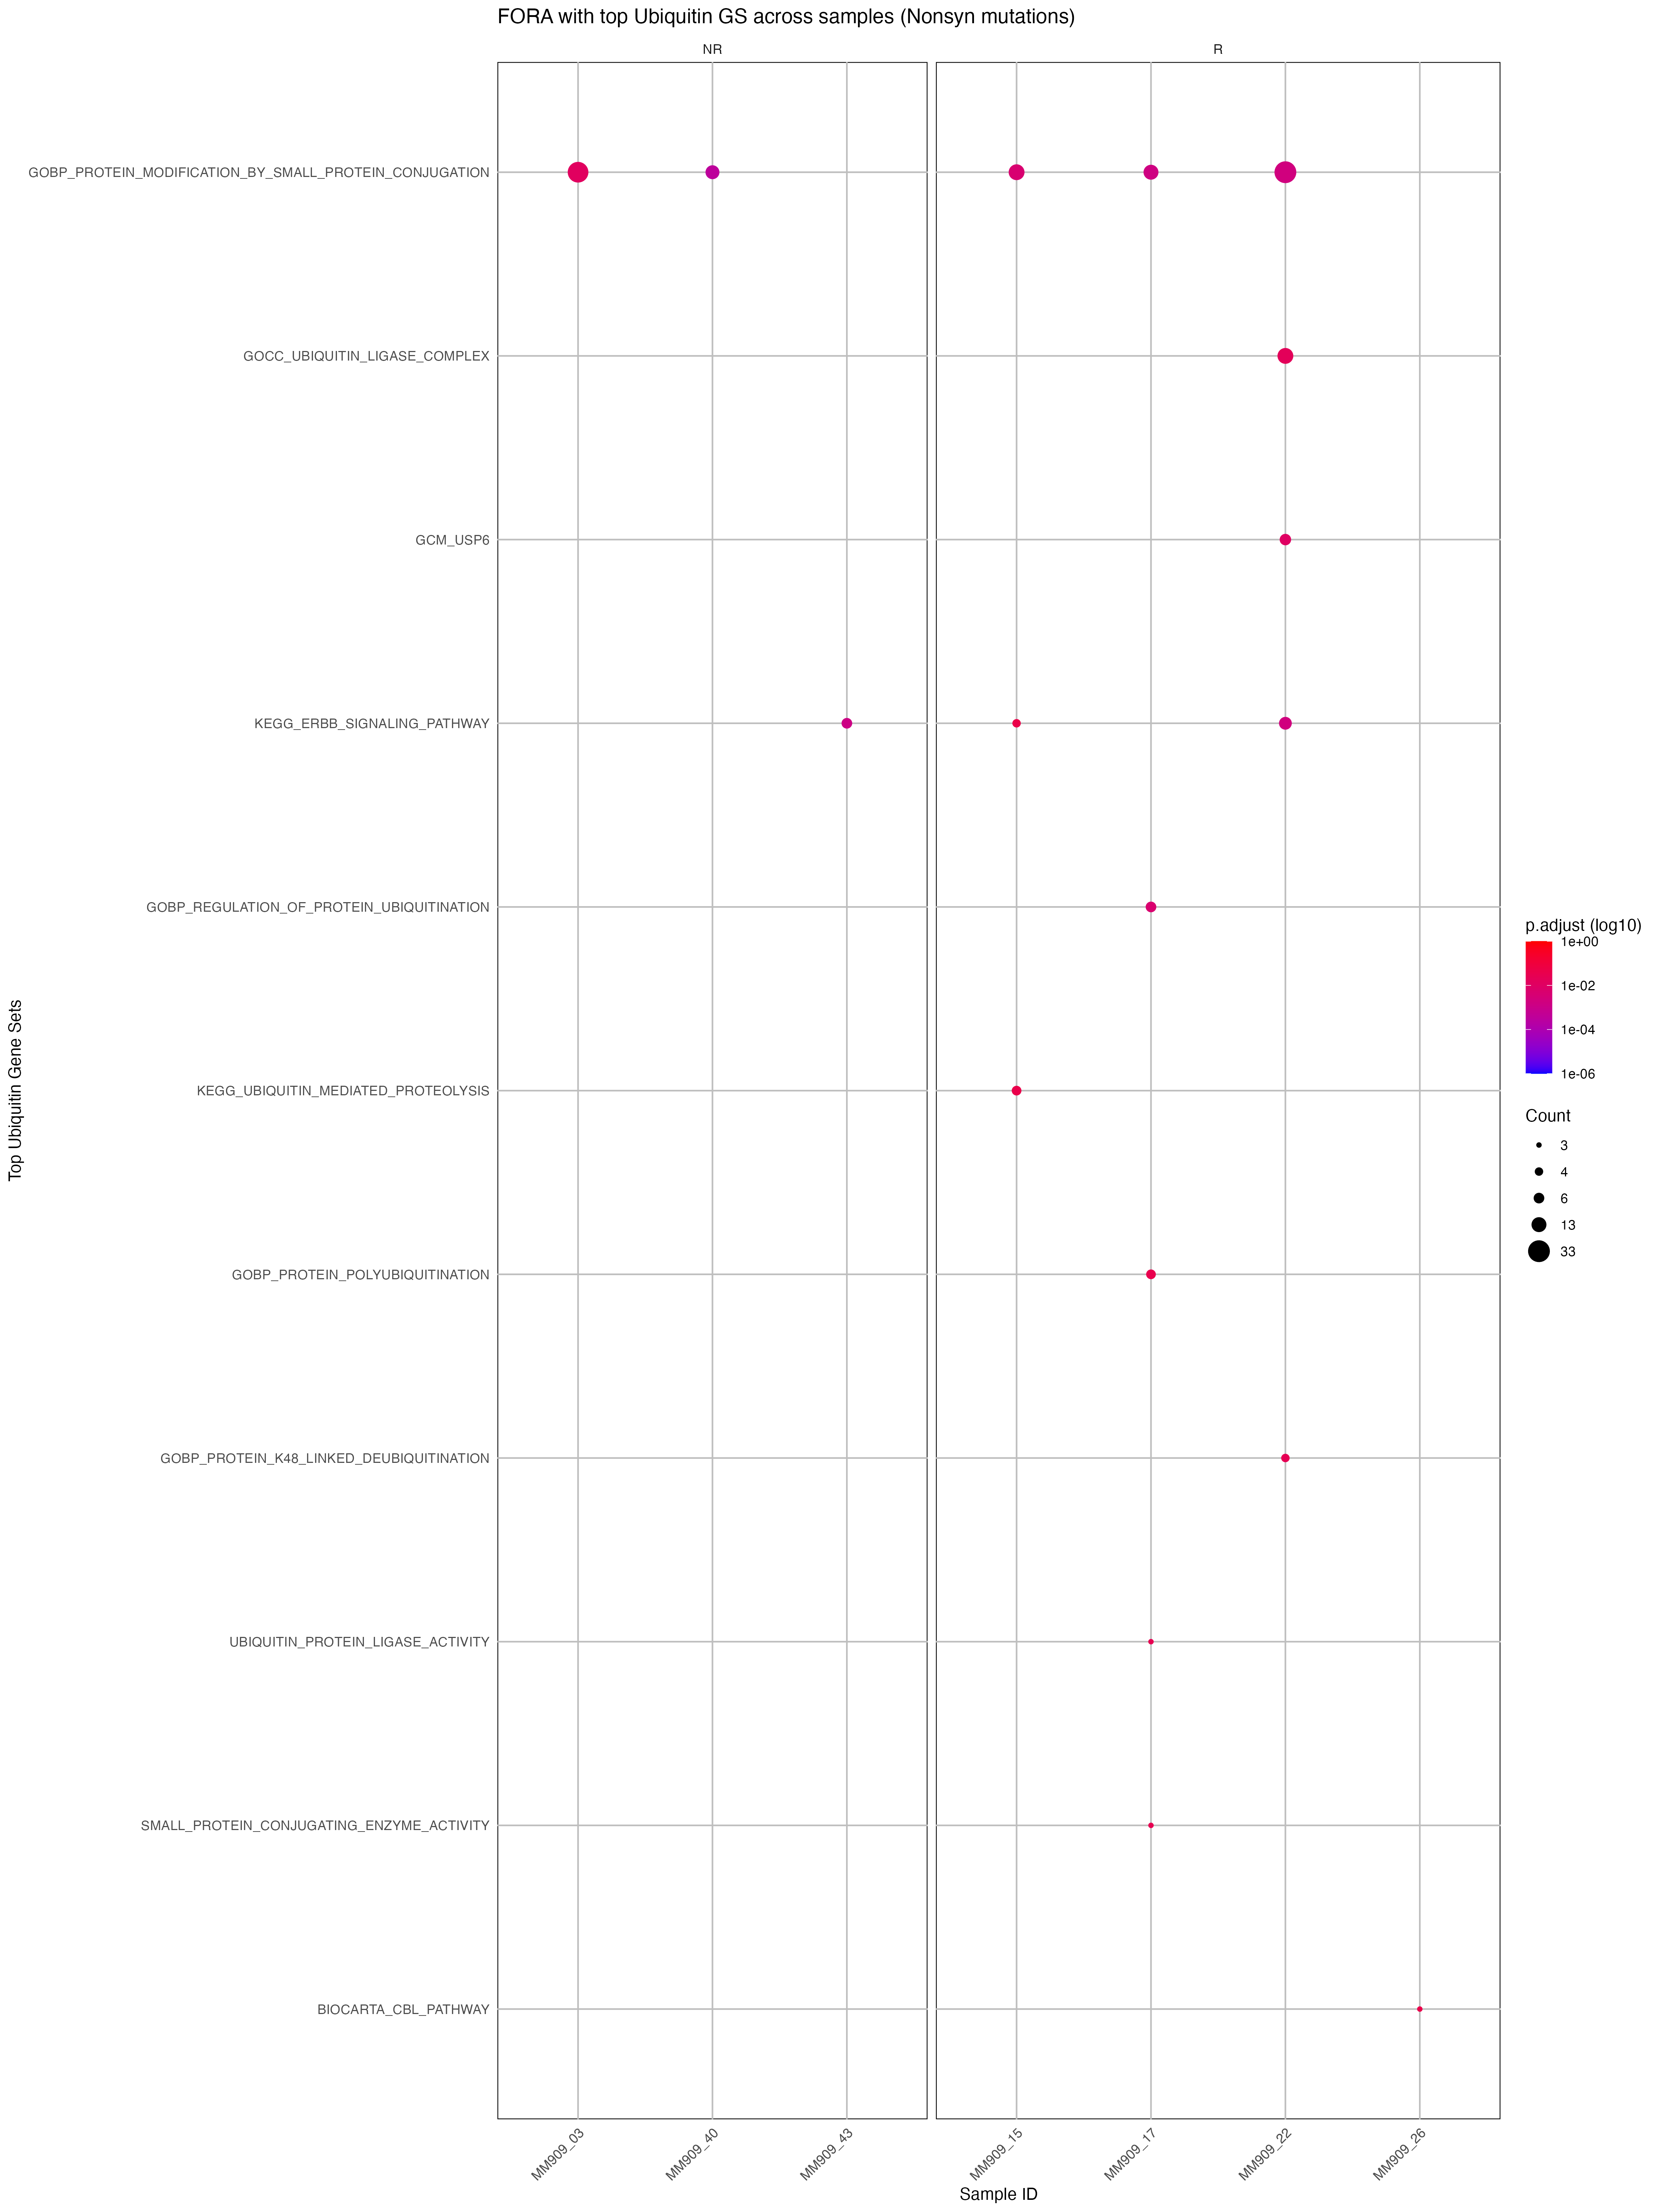 FORA with top Ubiquitin GS across samples (Nonsyn mutations)
NR
R
GOBP_PROTEIN_MODIFICATION_BY_SMALL_PROTEIN_CONJUGATION
GOCC_UBIQUITIN_LIGASE_COMPLEX
GCM_USP6
KEGG_ERBB_SIGNALING_PATHWAY
GOBP_REGULATION_OF_PROTEIN_UBIQUITINATION
KEGG_UBIQUITIN_MEDIATED_PROTEOLYSIS
GOBP_PROTEIN_POLYUBIQUITINATION
GOBP_PROTEIN_K48_LINKED_DEUBIQUITINATION
UBIQUITIN_PROTEIN_LIGASE_ACTIVITY
SMALL_PROTEIN_CONJUGATING_ENZYME_ACTIVITY
BIOCARTA_CBL_PATHWAY
Top Ubiquitin Gene Sets
MM909_03
MM909_40
MM909_43
MM909_15
MM909_17
MM909_22
MM909_26
Sample ID
p.adjust (log10)
1e+00
1e-02
1e-04
1e-06
Count
3
4
6
13
33